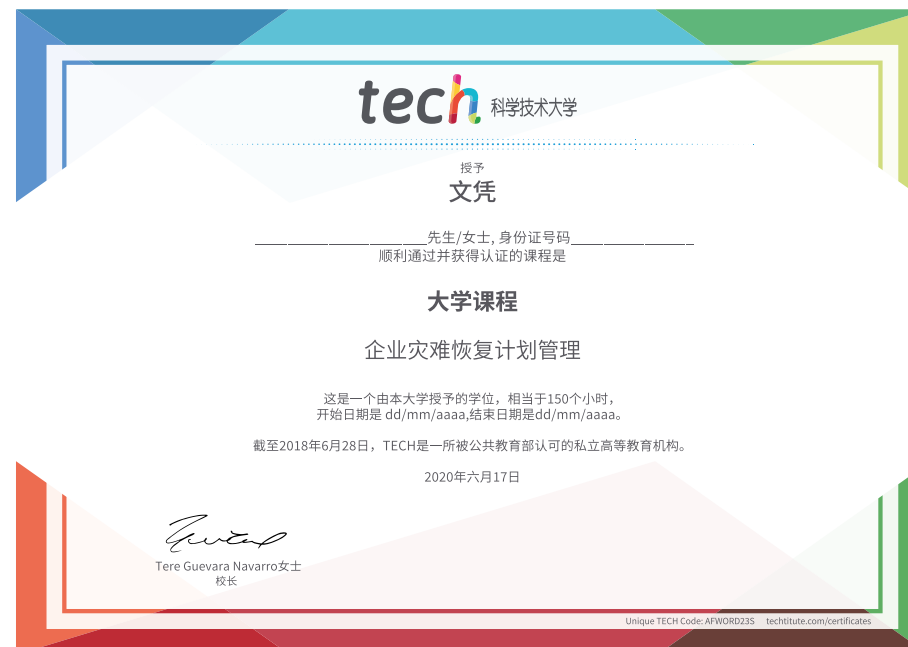 tech 科学技术大学
授予
文凭
_____________________先生/女士, 身份证号码_______________
顺利通过并获得认证的课程是
大学课程
企业灾难恢复计划管理
这是一个由本大学授予的学位，相当于150个小时，
开始日期是 dd/mm/aaaa,结束日期是dd/mm/aaaa。
截至2018年6月28日，TECH是一所被公共教育部认可的私立高等教育机构。
2020年六月17日
Tere Guevara Navarro女士
校长
Unique TECH Code: AFWORD23S techtitute.com/certificates